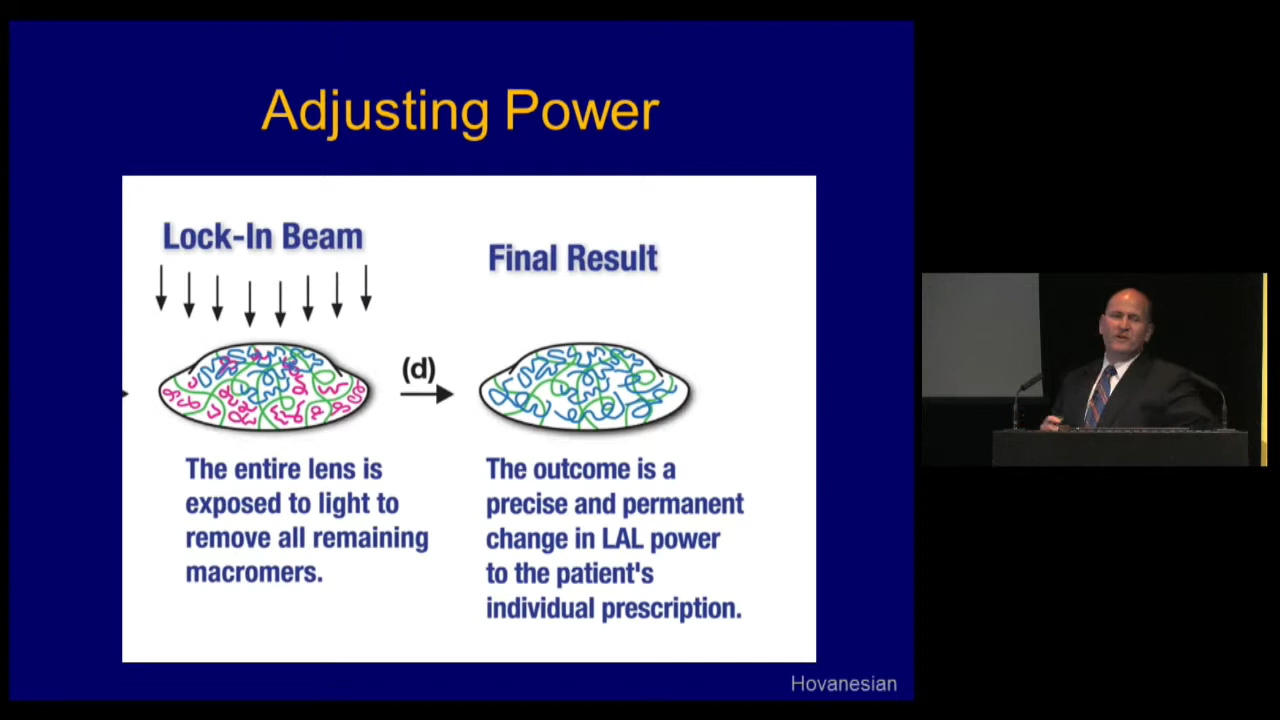 Adjusting Power
Lock-In Beam
Final Result
(d)
The entire lens is
exposed to light to
remove all remaining
macromers.
The outcome is a
precise and permanent
change in LAL power
to the patient's
individual prescription.
Hovanesian